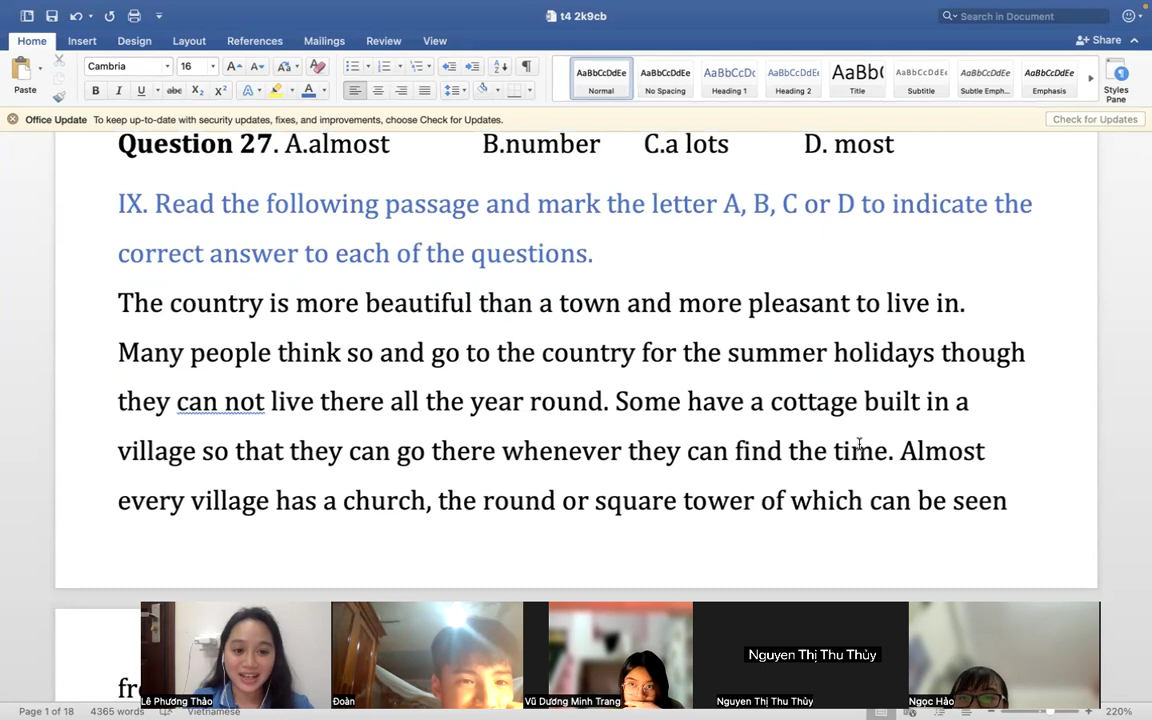 t4 2k9cb
Search in Document
Home Insert Design Layout References Mailings Review View
Share
Paste
Cambria 16
AaBbCcDdEe AaBbCcDdEe AaBbCcDc AaBbCcDdEe AaBb( AaBbCcDdEe AaBbCcDdEe AaBbCcDdEe
Normal No Spacing Heading 1 Heading 2 Title Subtitle Subtle Emph... Emphasis
Styles
Pane
Office Update To keep up-to-date with security updates, fixes, and improvements, choose Check for Updates.
Check for Updates
Question 27. A.almost B.number C.a lots D. most
IX. Read the following passage and mark the letter A, B, C or D to indicate the
correct answer to each of the questions.
The country is more beautiful than a town and more pleasant to live in.
Many people think so and go to the country for the summer holidays though
they can not live there all the year round. Some have a cottage built in a
village so that they can go there whenever they can find the time. Almost
every village has a church, the round or square tower of which can be seen
Nguyen Thị Thu Thủy
Lê Phương Thảo Đoàn Vũ Dương Minh Trang Nguyen Thị Thu Thủy Ngọc Hảo
Page 1 of 18 4365 words Vietnamese 220%